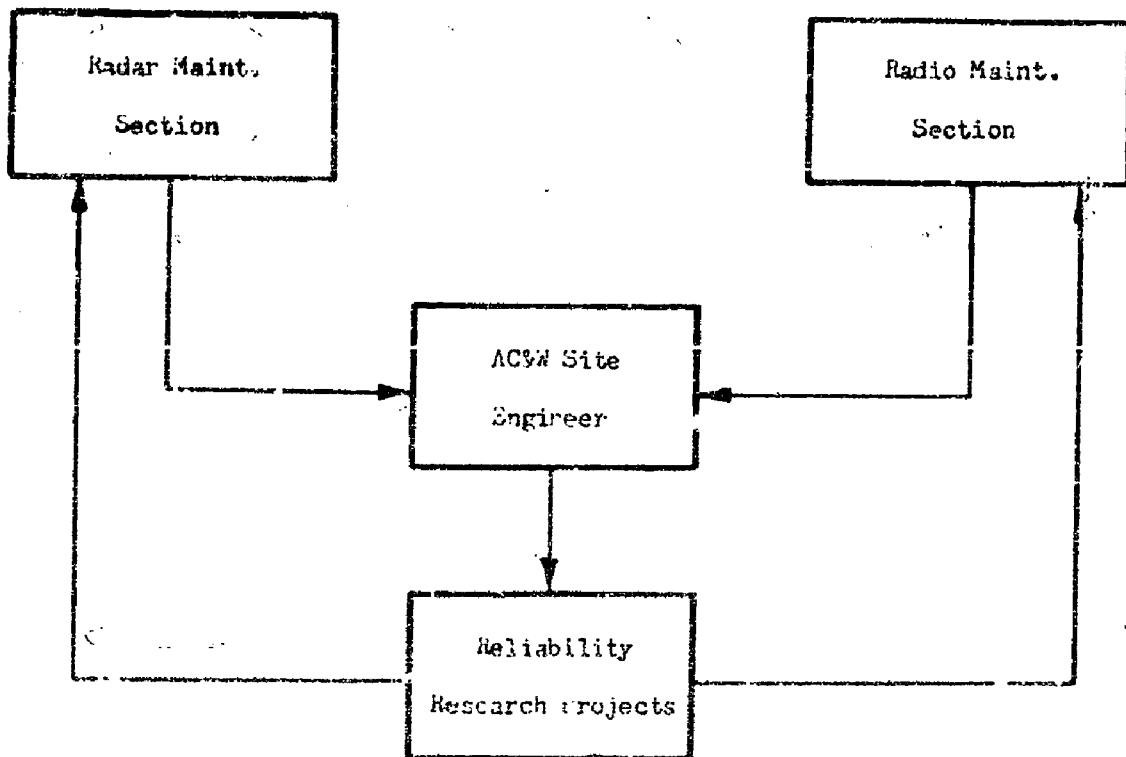 Radar Maint.
Section
Radio Maint.
Section
AC&W Site
Engineer
Reliability
Research Projects